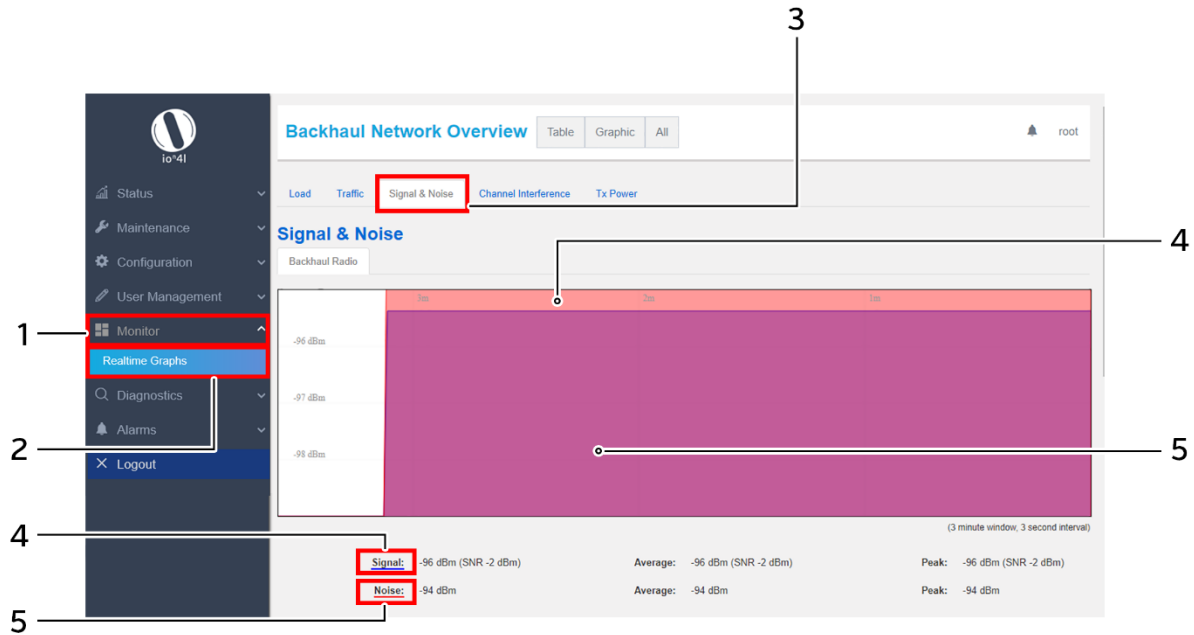 3
io°4l
Backhaul Network Overview Table Graphic All root
Status
Load Traffic Signal & Noise Channel Interference Tx Power
Maintenance
Signal & Noise
4
Configuration
Backhaul Radio
User Management
3m 2m 1m
1
Monitor
-96 dBm
Realtime Graphs
Diagnostics
-97 dBm
Alarms
2
-98 dBm
5
Logout
(3 minute window, 3 second interval)
4
Signal: -96 dBm (SNR -2 dBm) Average: -96 dBm (SNR -2 dBm) Peak: -96 dBm (SNR -2 dBm)
Noise: -94 dBm Average: -94 dBm Peak: -94 dBm
5